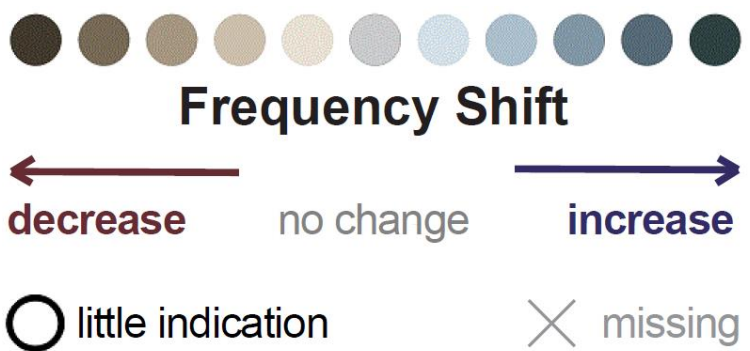 Frequency Shift
decrease no change increase
little indication missing